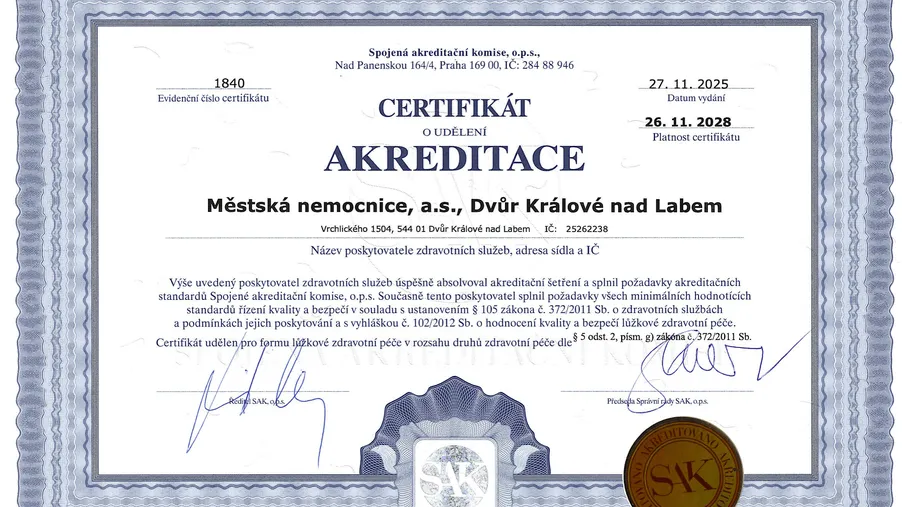 Spojená akreditační komise, o.p.s.,
Nad Panenskou 164/4, Praha 169 00, IČ: 284 88 946
1840
Evidenční číslo certifikátu
27. 11. 2025
Datum vydání
26. 11. 2028
Platnost certifikátu
CERTIFIKÁT
O UDĚLENÍ
AKREDITACE
Městská nemocnice, a.s., Dvůr Králové nad Labem
Vrchlického 1504, 544 01 Dvůr Králové nad Labem IČ: 25262238
Název poskytovatele zdravotních služeb, adresa sídla a IČ
Výše uvedený poskytovatel zdravotních služeb úspěšně absolvoval akreditační šetření a splnil požadavky akreditačních
standardů Spojené akreditační komise, o.p.s. Současně tento poskytovatel splnil požadavky všech minimálních hodnotících
standardů řízení kvality a bezpečí v souladu s ustanovením § 105 zákona č. 372/2011 Sb. o zdravotních službách
a podmínkách jejich poskytování a s vyhláškou č. 102/2012 Sb. o hodnocení kvality a bezpečí lůžkové zdravotní péče.
Certifikát udělen pro formu lůžkové zdravotní péče v rozsahu druhů zdravotní péče dle § 5 odst. 2, písm. g) zákona č. 372/2011 Sb.
Ředitel SAK, o.p.s.
Předseda Správní rady SAK, o.p.s.
SAK
AKREDITOVÁNO
SAK